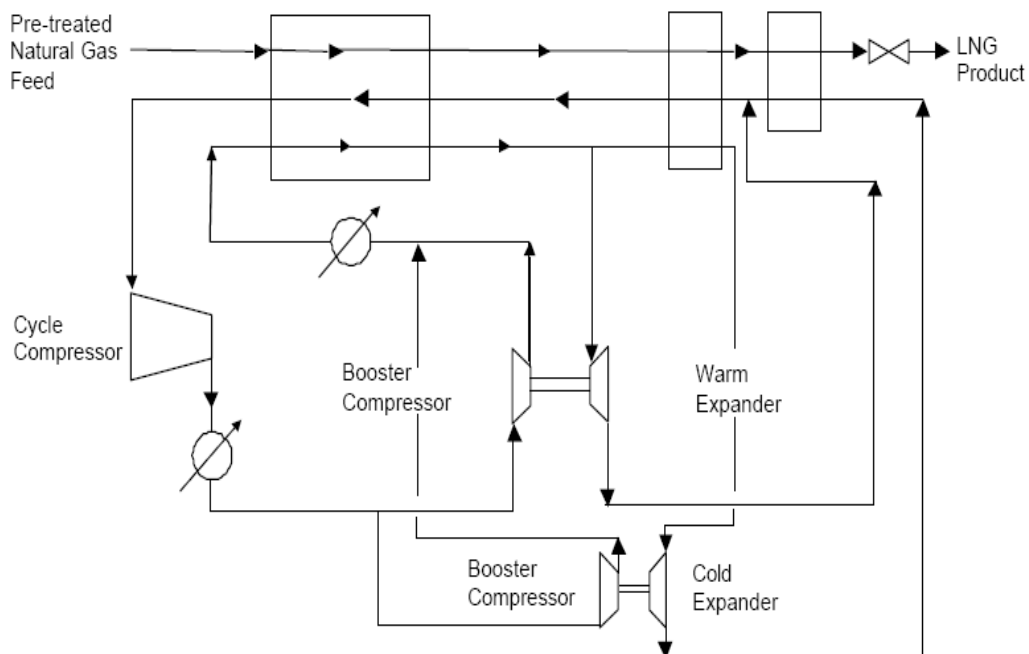 Pre-treated
Natural Gas
Feed
LNG
Product
Cycle
Compressor
Booster
Compressor
Warm
Expander
Booster
Compressor
Cold
Expander